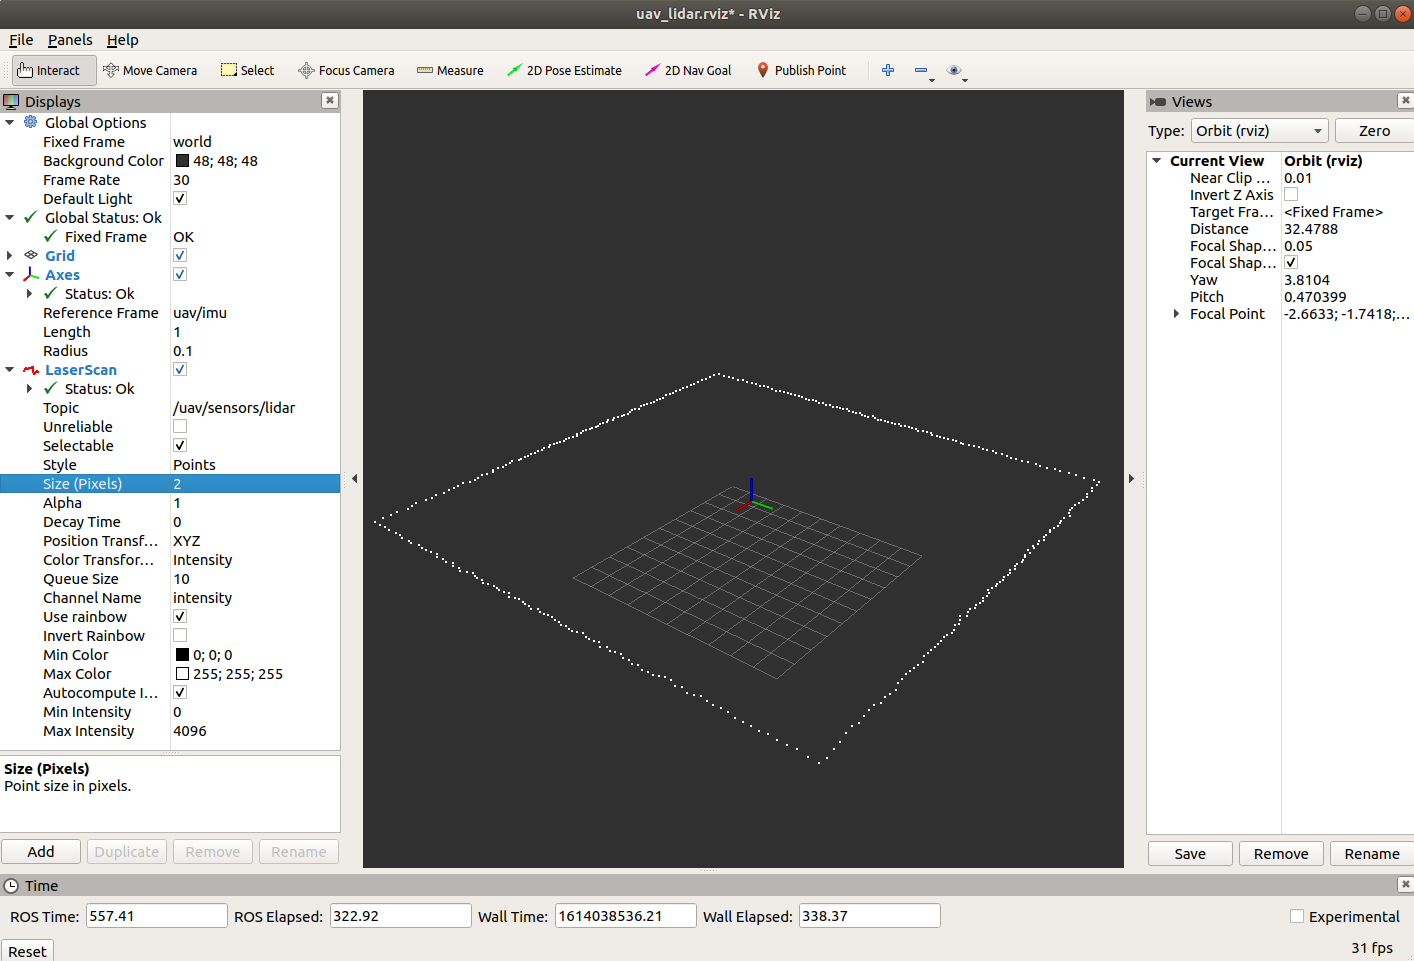 uav_lidar.rviz* - RViz
File Panels Help
Interact Move Camera Select Focus Camera Measure 2D Pose Estimate 2D Nav Goal Publish Point
Displays
Global Options
Fixed Frame world
Background Color 48; 48; 48
Frame Rate 30
Default Light
Global Status: Ok
Fixed Frame OK
Grid
Axes
Status: Ok
Reference Frame uav/imu
Length 1
Radius 0.1
LaserScan
Status: Ok
Topic /uav/sensors/lidar
Unreliable
Selectable
Style Points
Size (Pixels) 2
Alpha 1
Decay Time 0
Position Transf... XYZ
Color Transfor... Intensity
Queue Size 10
Channel Name intensity
Use rainbow
Invert Rainbow
Min Color 0; 0; 0
Max Color 255; 255; 255
Autocompute I...
Min Intensity 0
Max Intensity 4096
Size (Pixels)
Point size in pixels.
Add Duplicate Remove Rename
Views
Type: Orbit (rviz) Zero
Current View Orbit (rviz)
Near Clip ... 0.01
Invert Z Axis
Target Fra... <Fixed Frame>
Distance 32.4788
Focal Shap... 0.05
Focal Shap...
Yaw 3.8104
Pitch 0.470399
Focal Point -2.6633; -1.7418;...
Save Remove Rename
Time
ROS Time: 557.41 ROS Elapsed: 322.92 Wall Time: 1614038536.21 Wall Elapsed: 338.37 Experimental
Reset 31 fps